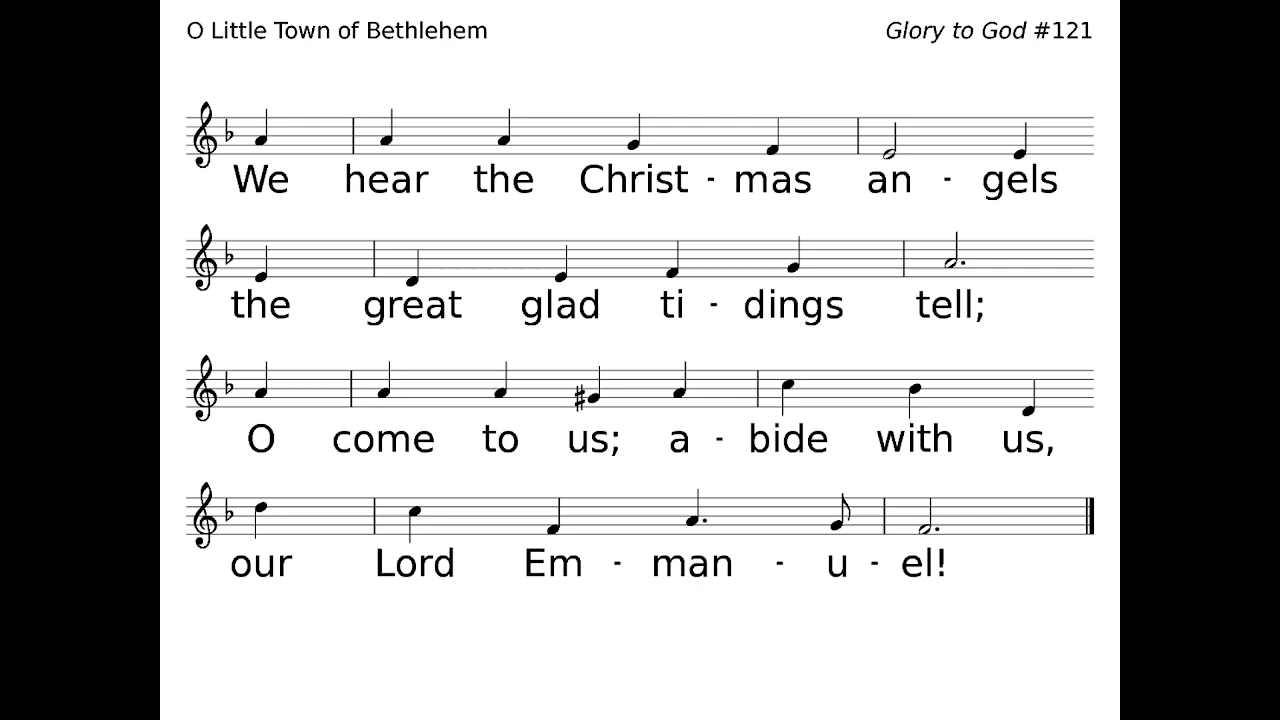 O Little Town of Bethlehem
Glory to God #121
We hear the Christ - mas an - gels
the great glad ti - dings tell;
O come to us; a - bide with us,
our Lord Em - man - u - el!